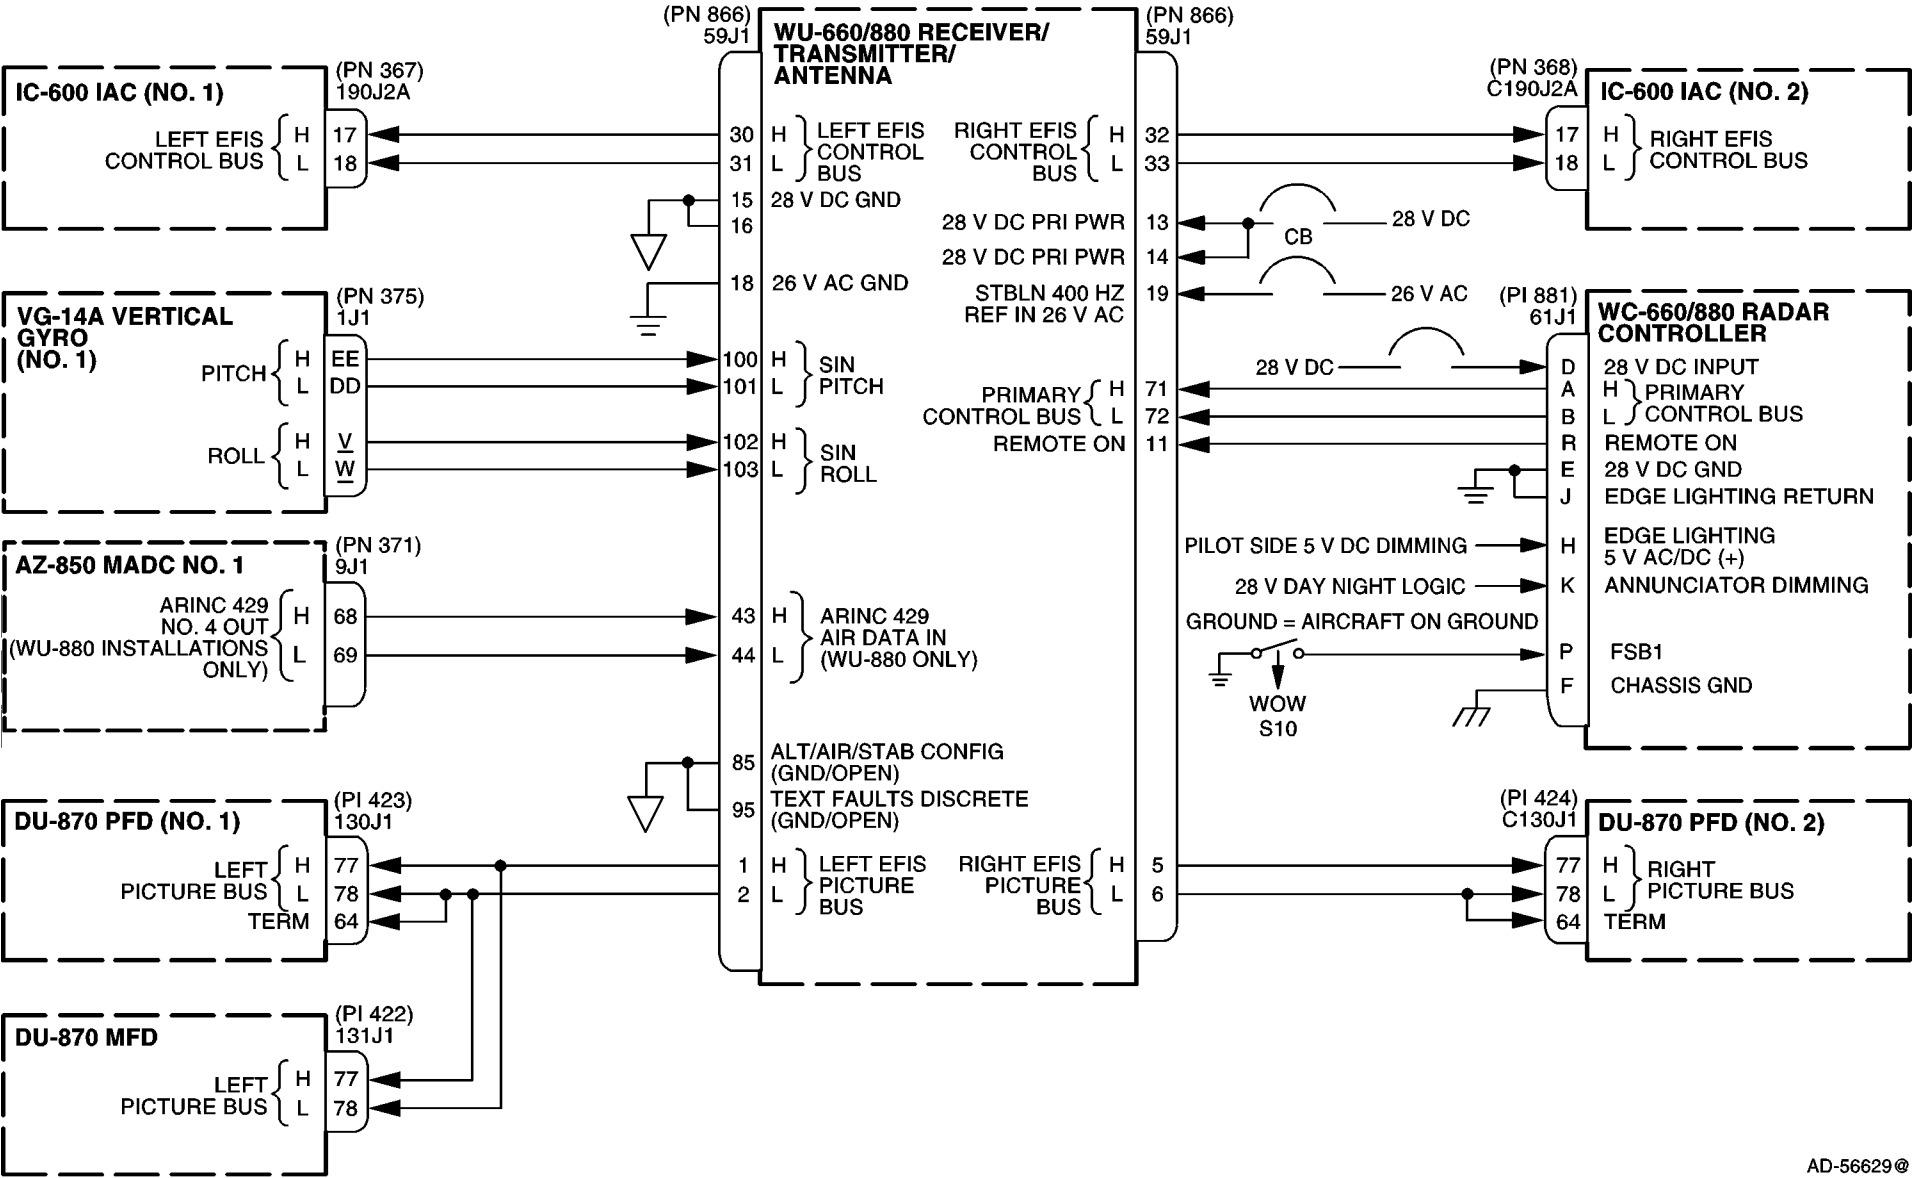 (PN 866)
59J1
WU-660/880 RECEIVER/
TRANSMITTER/
ANTENNA
(PN 866)
59J1
IC-600 IAC (NO. 1)
(PN 367)
190J2A
LEFT EFIS
CONTROL BUS
H 17
L 18
30 H
31 L
LEFT EFIS
CONTROL
BUS
15 28 V DC GND
16
18 26 V AC GND
VG-14A VERTICAL
GYRO
(NO. 1)
(PN 375)
1J1
PITCH
H EE
L DD
ROLL
H V
L W
100 H
101 L
SIN
PITCH
102 H
103 L
SIN
ROLL
AZ-850 MADC NO. 1
(PN 371)
9J1
ARINC 429
NO. 4 OUT
(WU-880 INSTALLATIONS
ONLY)
H 68
L 69
43 H
44 L
ARINC 429
AIR DATA IN
(WU-880 ONLY)
85 ALT/AIR/STAB CONFIG
(GND/OPEN)
95 TEXT FAULTS DISCRETE
(GND/OPEN)
DU-870 PFD (NO. 1)
(PI 423)
130J1
LEFT
PICTURE BUS
H 77
L 78
TERM 64
1 H
2 L
LEFT EFIS
PICTURE
BUS
DU-870 MFD
(PI 422)
131J1
LEFT
PICTURE BUS
H 77
L 78
RIGHT EFIS
CONTROL
BUS
H 32
L 33
28 V DC PRI PWR 13
28 V DC PRI PWR 14
STBLN 400 HZ 19
REF IN 26 V AC
28 V DC
CB
26 V AC
PRIMARY
CONTROL BUS
H 71
L 72
REMOTE ON 11
RIGHT EFIS
PICTURE
BUS
H 5
L 6
(PN 368)
C190J2A
IC-600 IAC (NO. 2)
17 H
18 L
RIGHT EFIS
CONTROL BUS
(PI 881)
61J1
WC-660/880 RADAR
CONTROLLER
28 V DC
D 28 V DC INPUT
A H
B L
PRIMARY
CONTROL BUS
R REMOTE ON
E 28 V DC GND
J EDGE LIGHTING RETURN
PILOT SIDE 5 V DC DIMMING
H EDGE LIGHTING
5 V AC/DC (+)
28 V DAY NIGHT LOGIC
K ANNUNCIATOR DIMMING
GROUND = AIRCRAFT ON GROUND
P FSB1
WOW
S10
F CHASSIS GND
(PI 424)
C130J1
DU-870 PFD (NO. 2)
77 H
78 L
RIGHT
PICTURE BUS
64 TERM
AD-56629@